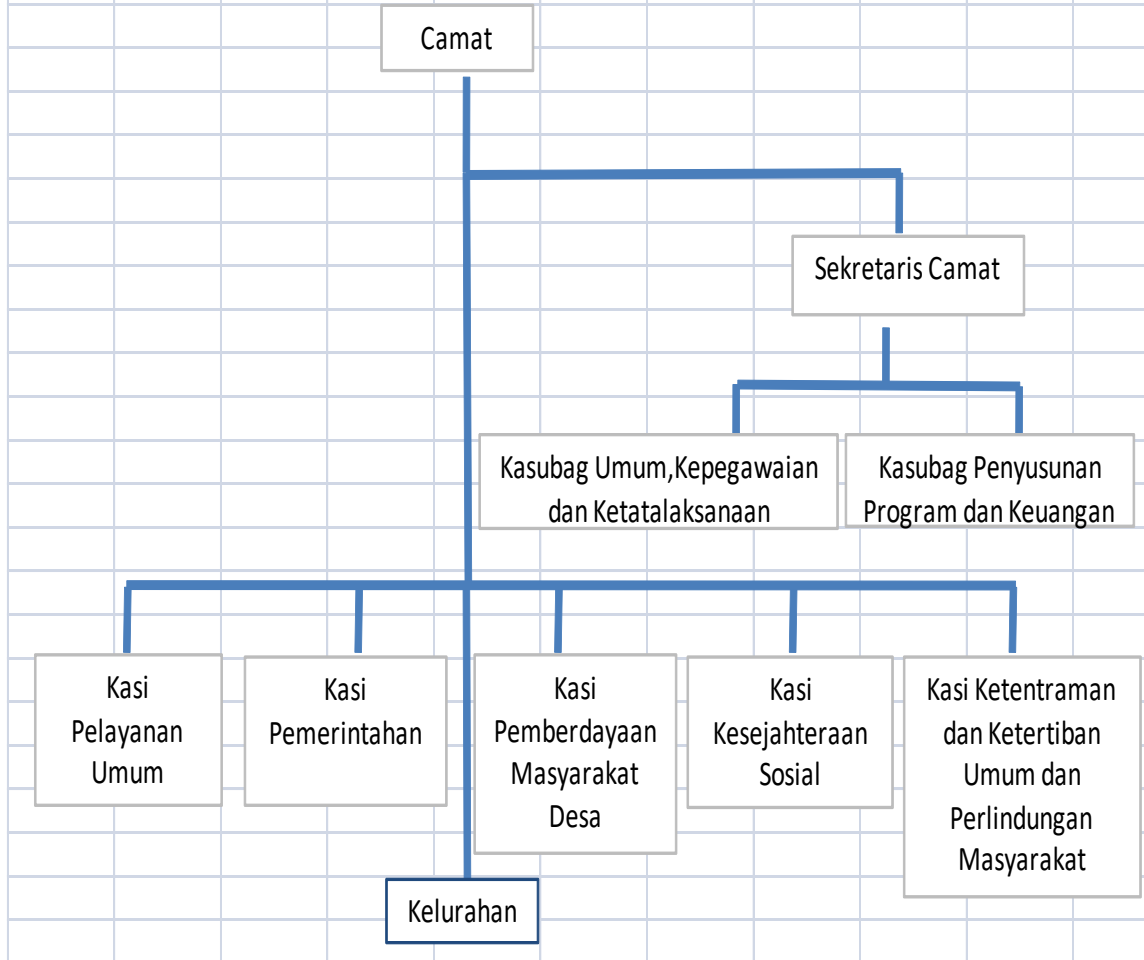 Camat
Sekretaris Camat
Kasubag Umum,Kepegawaian
dan Ketatalaksanaan
Kasubag Penyusunan
Program dan Keuangan
Kasi
Pelayanan
Umum
Kasi
Pemerintahan
Kasi
Pemberdayaan
Masyarakat
Desa
Kasi
Kesejahteraan
Sosial
Kasi Ketentraman
dan Ketertiban
Umum dan
Perlindungan
Masyarakat
Kelurahan